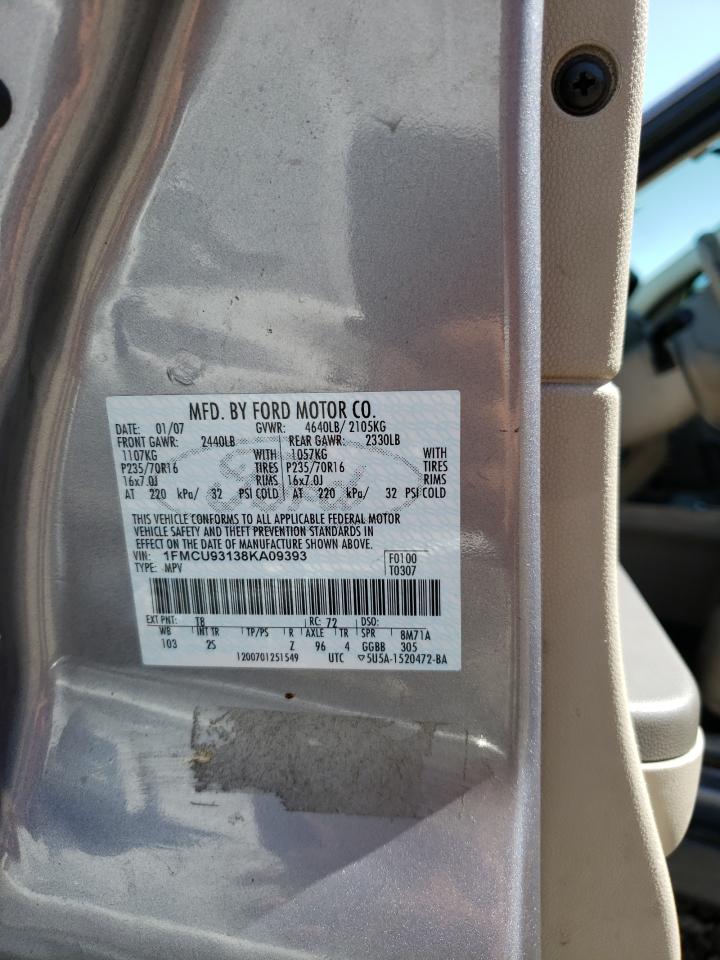 MFD. BY FORD MOTOR CO.
DATE: 01/07 GVWR: 4640LB/ 2105KG
FRONT GAWR: 2440LB REAR GAWR: 2330LB
1107KG WITH 1057KG WITH
P235/70R16 TIRES P235/70R16 TIRES
16x7.0J RIMS 16x7.0J RIMS
AT 220 kPa/ 32 PSI COLD AT 220 kPa/ 32 PSI COLD
THIS VEHICLE CONFORMS TO ALL APPLICABLE FEDERAL MOTOR
VEHICLE SAFETY AND THEFT PREVENTION STANDARDS IN
EFFECT ON THE DATE OF MANUFACTURE SHOWN ABOVE.
VIN: 1FMCU93138KA09393 F0100
TYPE: MPV T0307
EXT PNT: T8 RC: 72 DSO:
WB INT TR TP/PS R AXLE TR SPR 8M71A
103 2S Z 96 4 GGBB 305
1200701251549 UTC ▽5U5A-1520472-BA